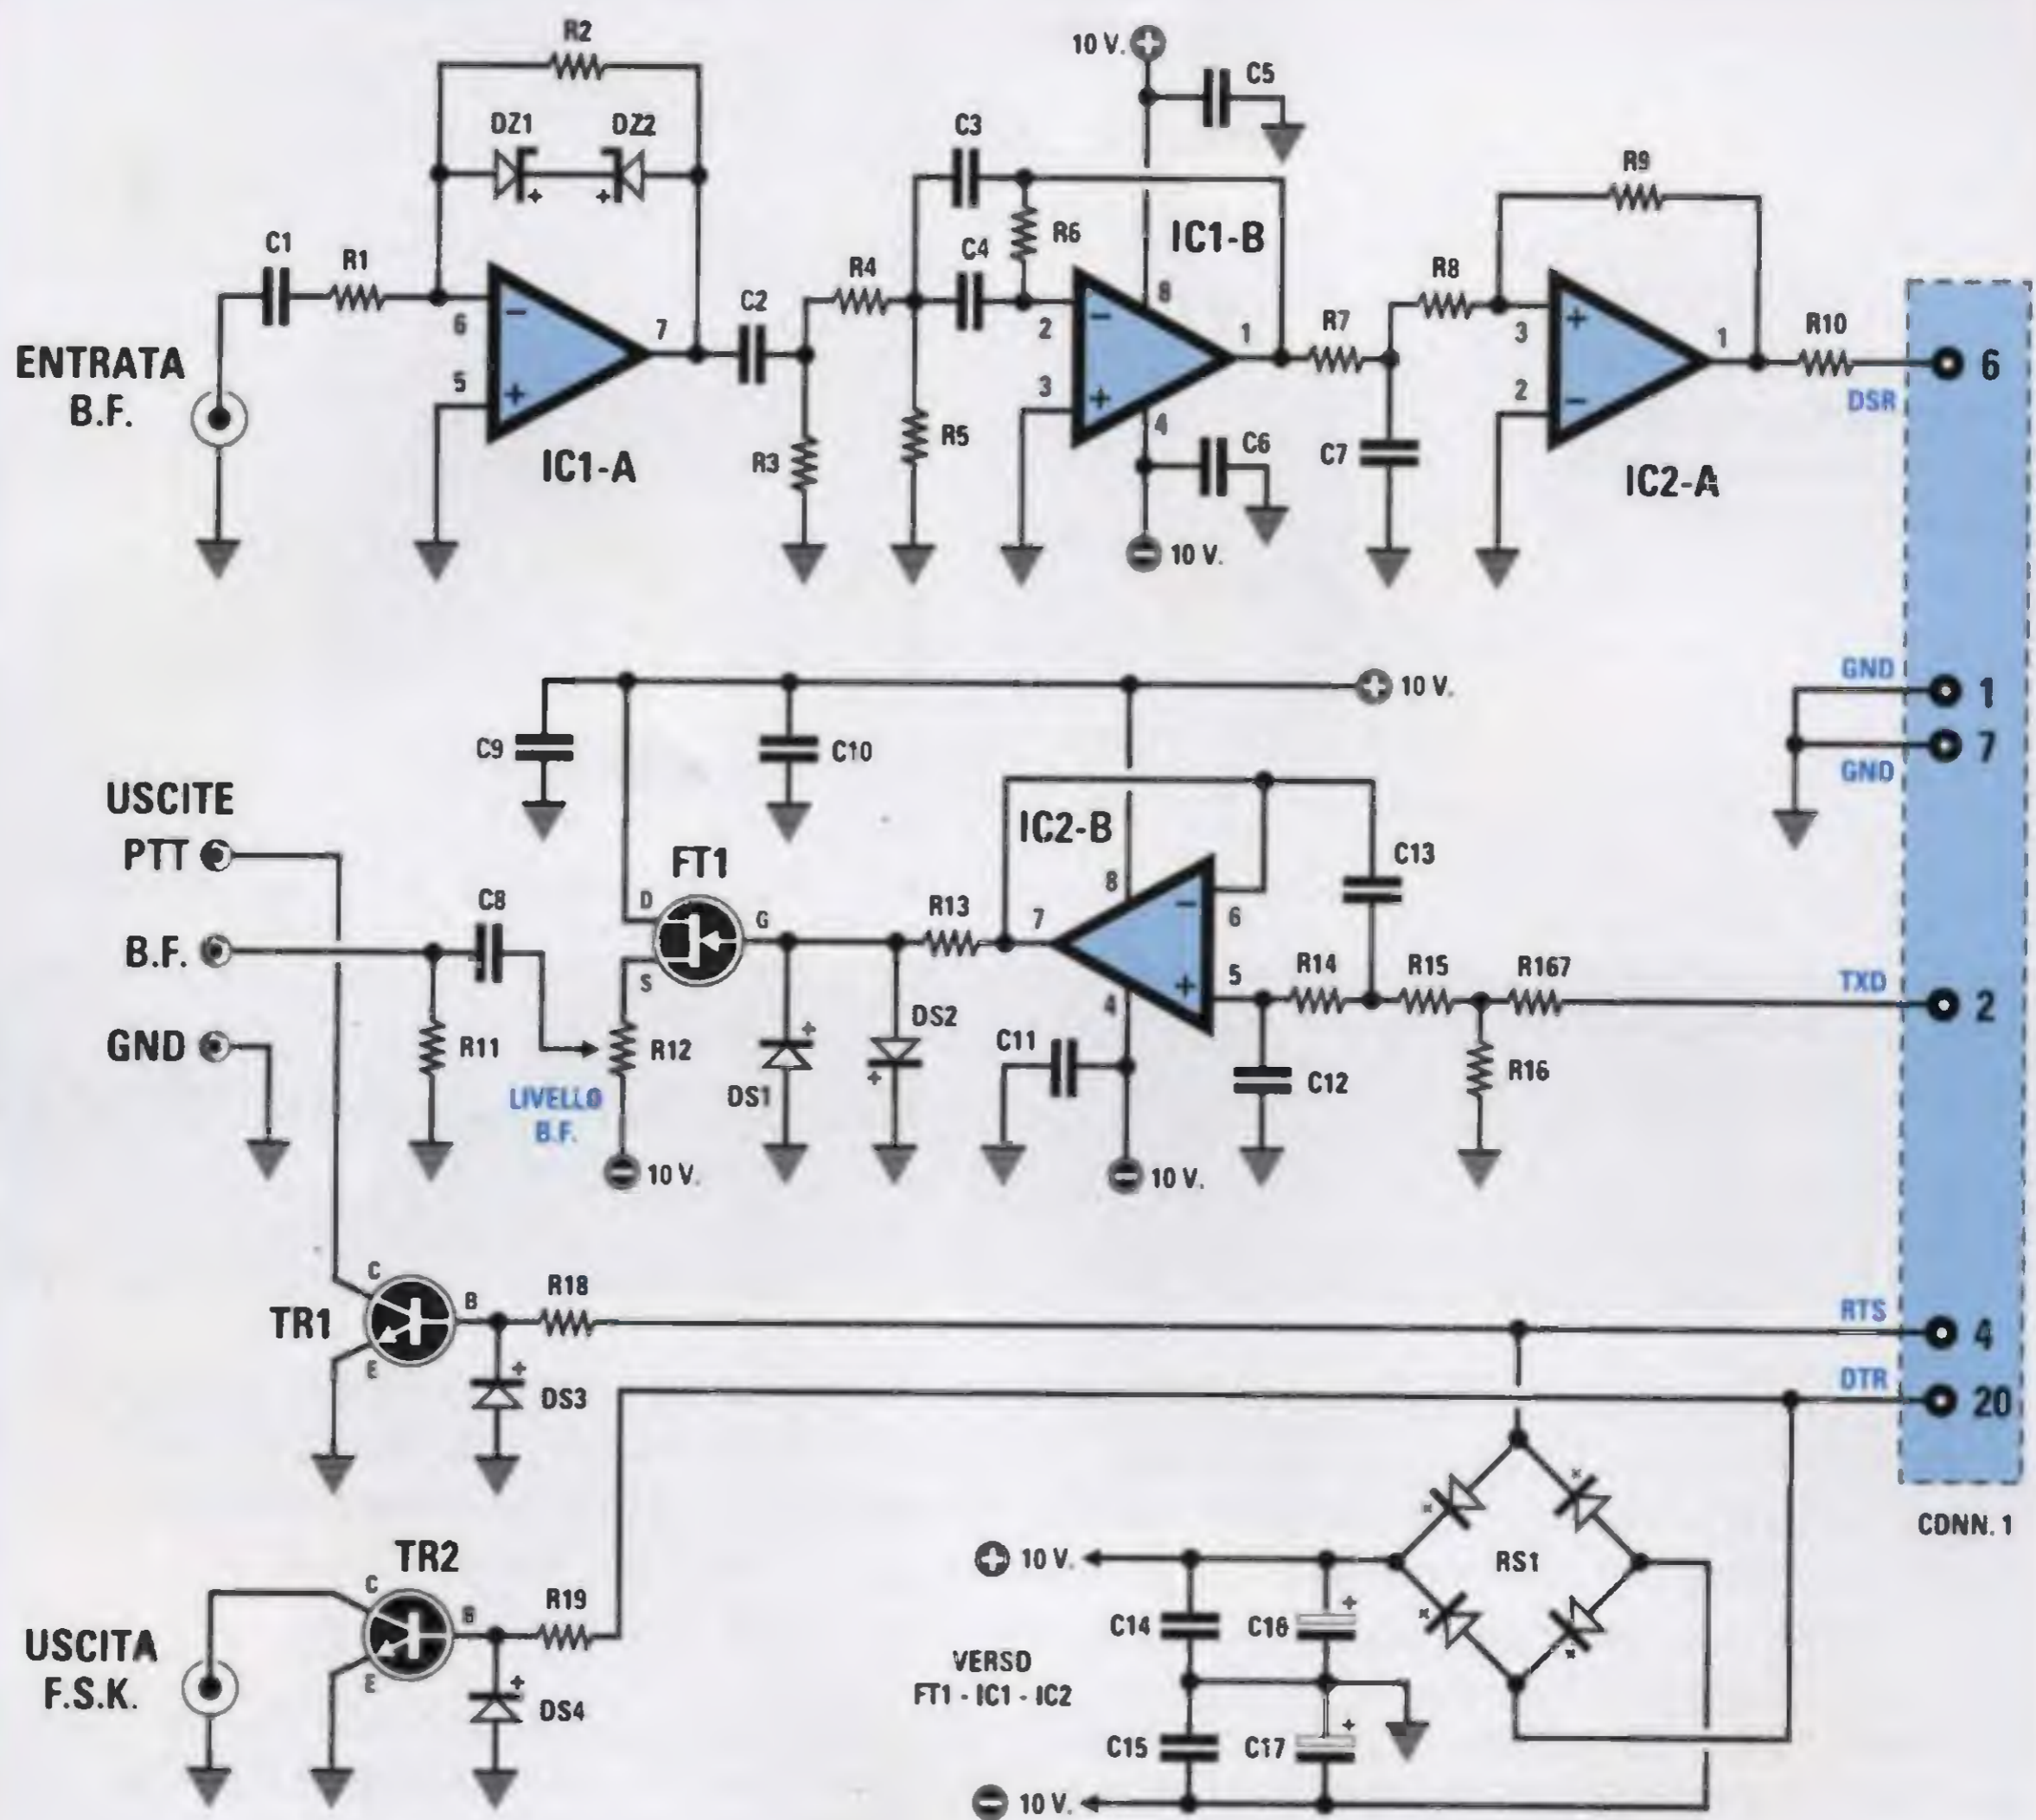 R2
10 V.
C5
DZ1
DZ2
C3
R9
C1
R1
C4
R6
IC1-B
R4
R8
C2
8
6
7
2
1
R7
3
1
R10
6
ENTRATA
B.F.
5
3
2
DSR
IC1-A
R3
R5
4
C6
C7
IC2-A
10 V.
GND
1
10 V.
C9
C10
7
GND
USCITE
IC2-B
PTT
FT1
C13
8
C8
D
G
R13
7
6
B.F.
S
5
R14
R15
R167
TXD
2
4
DS2
GND
R11
R12
C11
C12
R16
LIVELLO
B.F.
DS1
10 V.
10 V.
C
R18
B
RTS
TR1
4
E
DTR
DS3
20
CONN. 1
TR2
10 V.
RS1
C
R19
B
C14
C16
USCITA
F.S.K.
E
VERSO
FT1 - IC1 - IC2
DS4
C15
C17
10 V.